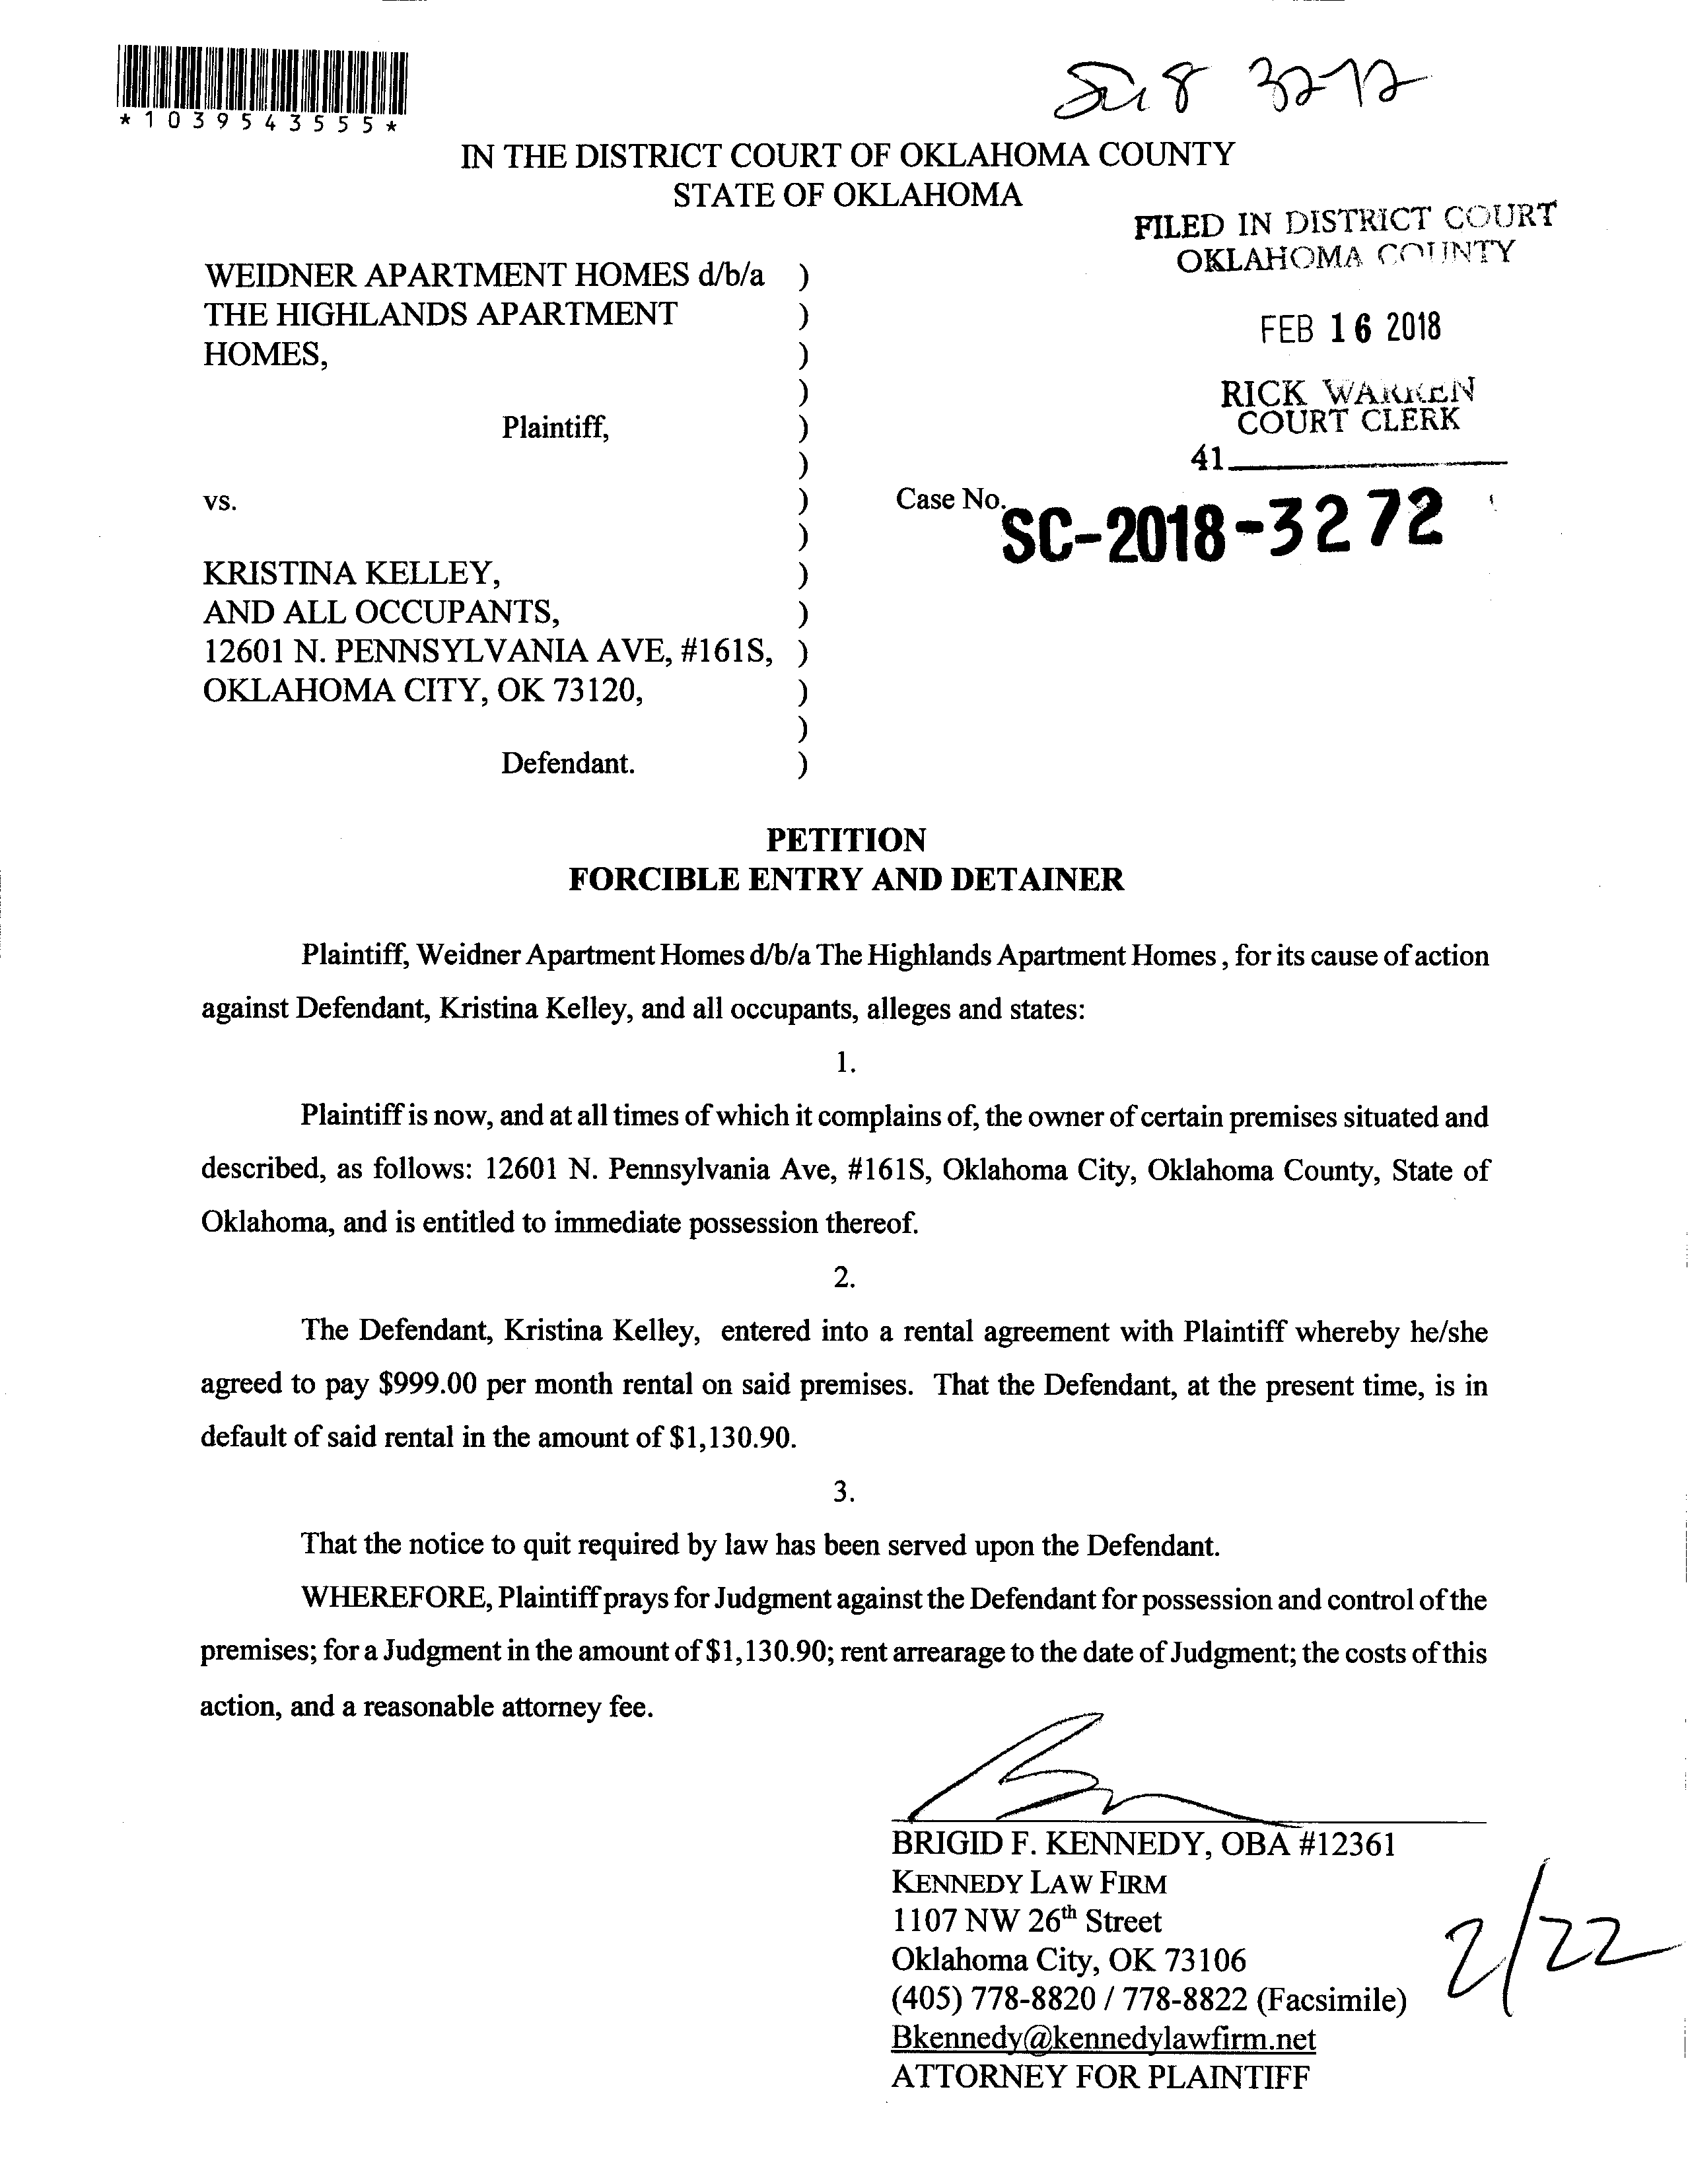 *1039543555*
IN THE DISTRICT COURT OF OKLAHOMA COUNTY
STATE OF OKLAHOMA
FILED IN DISTRICT COURT
OKLAHOMA COUNTY
FEB 16 2018
RICK WARREN
COURT CLERK
41
WEIDNER APARTMENT HOMES d/b/a )
THE HIGHLANDS APARTMENT )
HOMES, )
)
Plaintiff, )
)
vs. ) Case No. SC-2018-3272
)
KRISTINA KELLEY, )
AND ALL OCCUPANTS, )
12601 N. PENNSYLVANIA AVE, #161S, )
OKLAHOMA CITY, OK 73120, )
)
Defendant. )
PETITION
FORCIBLE ENTRY AND DETAINER
Plaintiff, Weidner Apartment Homes d/b/a The Highlands Apartment Homes , for its cause of action
against Defendant, Kristina Kelley, and all occupants, alleges and states:
1.
Plaintiff is now, and at all times of which it complains of, the owner of certain premises situated and
described, as follows: 12601 N. Pennsylvania Ave, #161S, Oklahoma City, Oklahoma County, State of
Oklahoma, and is entitled to immediate possession thereof.
2.
The Defendant, Kristina Kelley, entered into a rental agreement with Plaintiff whereby he/she
agreed to pay $999.00 per month rental on said premises. That the Defendant, at the present time, is in
default of said rental in the amount of $1,130.90.
3.
That the notice to quit required by law has been served upon the Defendant.
WHEREFORE, Plaintiff prays for Judgment against the Defendant for possession and control of the
premises; for a Judgment in the amount of $1,130.90; rent arrearage to the date of Judgment; the costs of this
action, and a reasonable attorney fee.
BRIGID F. KENNEDY, OBA #12361
KENNEDY LAW FIRM
1107 NW 26th Street
Oklahoma City, OK 73106
(405) 778-8820 / 778-8822 (Facsimile)
Bkennedy@kennedylawfirm.net
ATTORNEY FOR PLAINTIFF
2/22